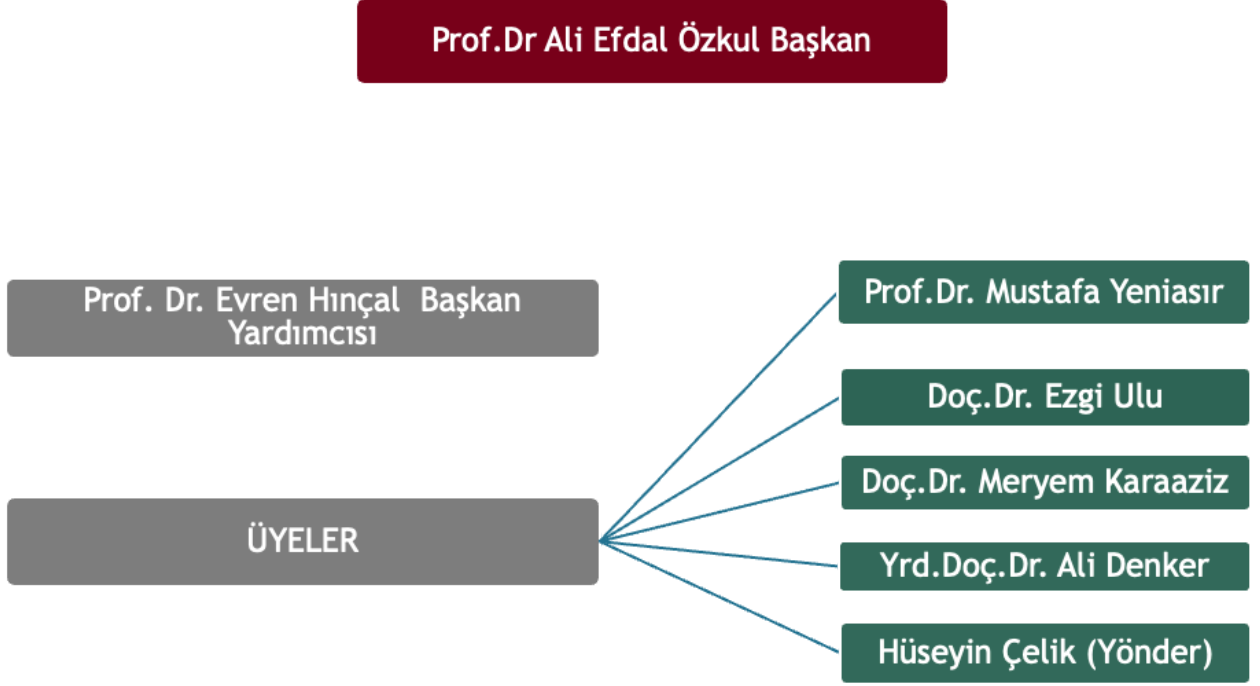 Prof.Dr Ali Efdal Özkul Başkan
Prof. Dr. Evren Hınçal  Başkan
Yardımcısı
ÜYELER
Prof.Dr. Mustafa Yeniasır
Doç.Dr. Ezgi Ulu
Doç.Dr. Meryem Karaaziz
Yrd.Doç.Dr. Ali Denker
Hüseyin Çelik (Yönder)